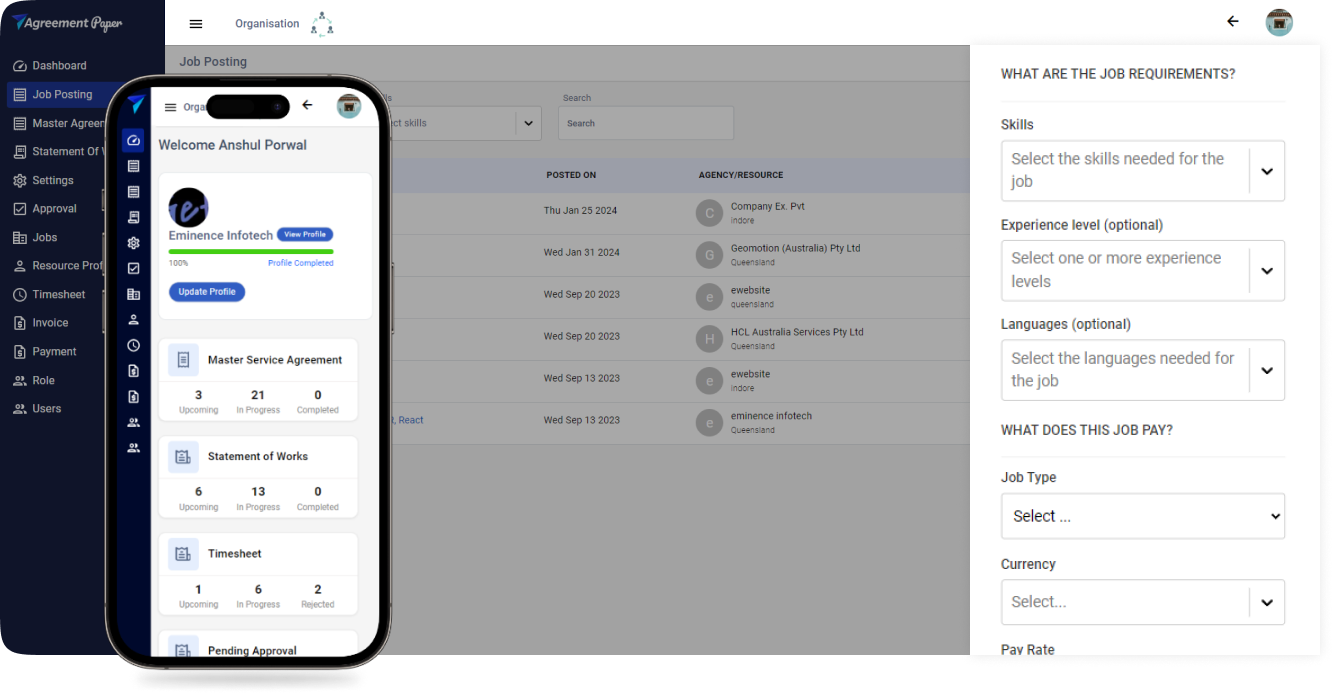 Agreement Paper
Organisation
Dashboard
Job Posting
Master Agreem
Statement Of W
Settings
Approval
Jobs
Resource Prof
Timesheet
Invoice
Payment
Role
Users
Job Posting
Search
ct skills
Search
POSTED ON
AGENCY/RESOURCE
Thu Jan 25 2024
C
Company Ex. Pvt
Indore
Wed Jan 31 2024
G
Geomotion (Australia) Pty Ltd
Queensland
Wed Sep 20 2023
e
ewebsite
queensland
Wed Sep 20 2023
H
HCL Australia Services Pty Ltd
Queensland
Wed Sep 13 2023
e
ewebsite
Indore
, React
Wed Sep 13 2023
e
eminence infotech
Queensland
Orga
Welcome Anshul Porwal
Eminence Infotech
View Profile
100%
Profile Completed
Update Profile
Master Service Agreement
3 21 0
Upcoming In Progress Completed
Statement of Works
6 13 0
Upcoming In Progress Completed
Timesheet
1 6 2
Upcoming In Progress Rejected
Pending Approval
WHAT ARE THE JOB REQUIREMENTS?
Skills
Select the skills needed for the
job
Experience level (optional)
Select one or more experience
levels
Languages (optional)
Select the languages needed for
the job
WHAT DOES THIS JOB PAY?
Job Type
Select ...
Currency
Select...
Pay Rate